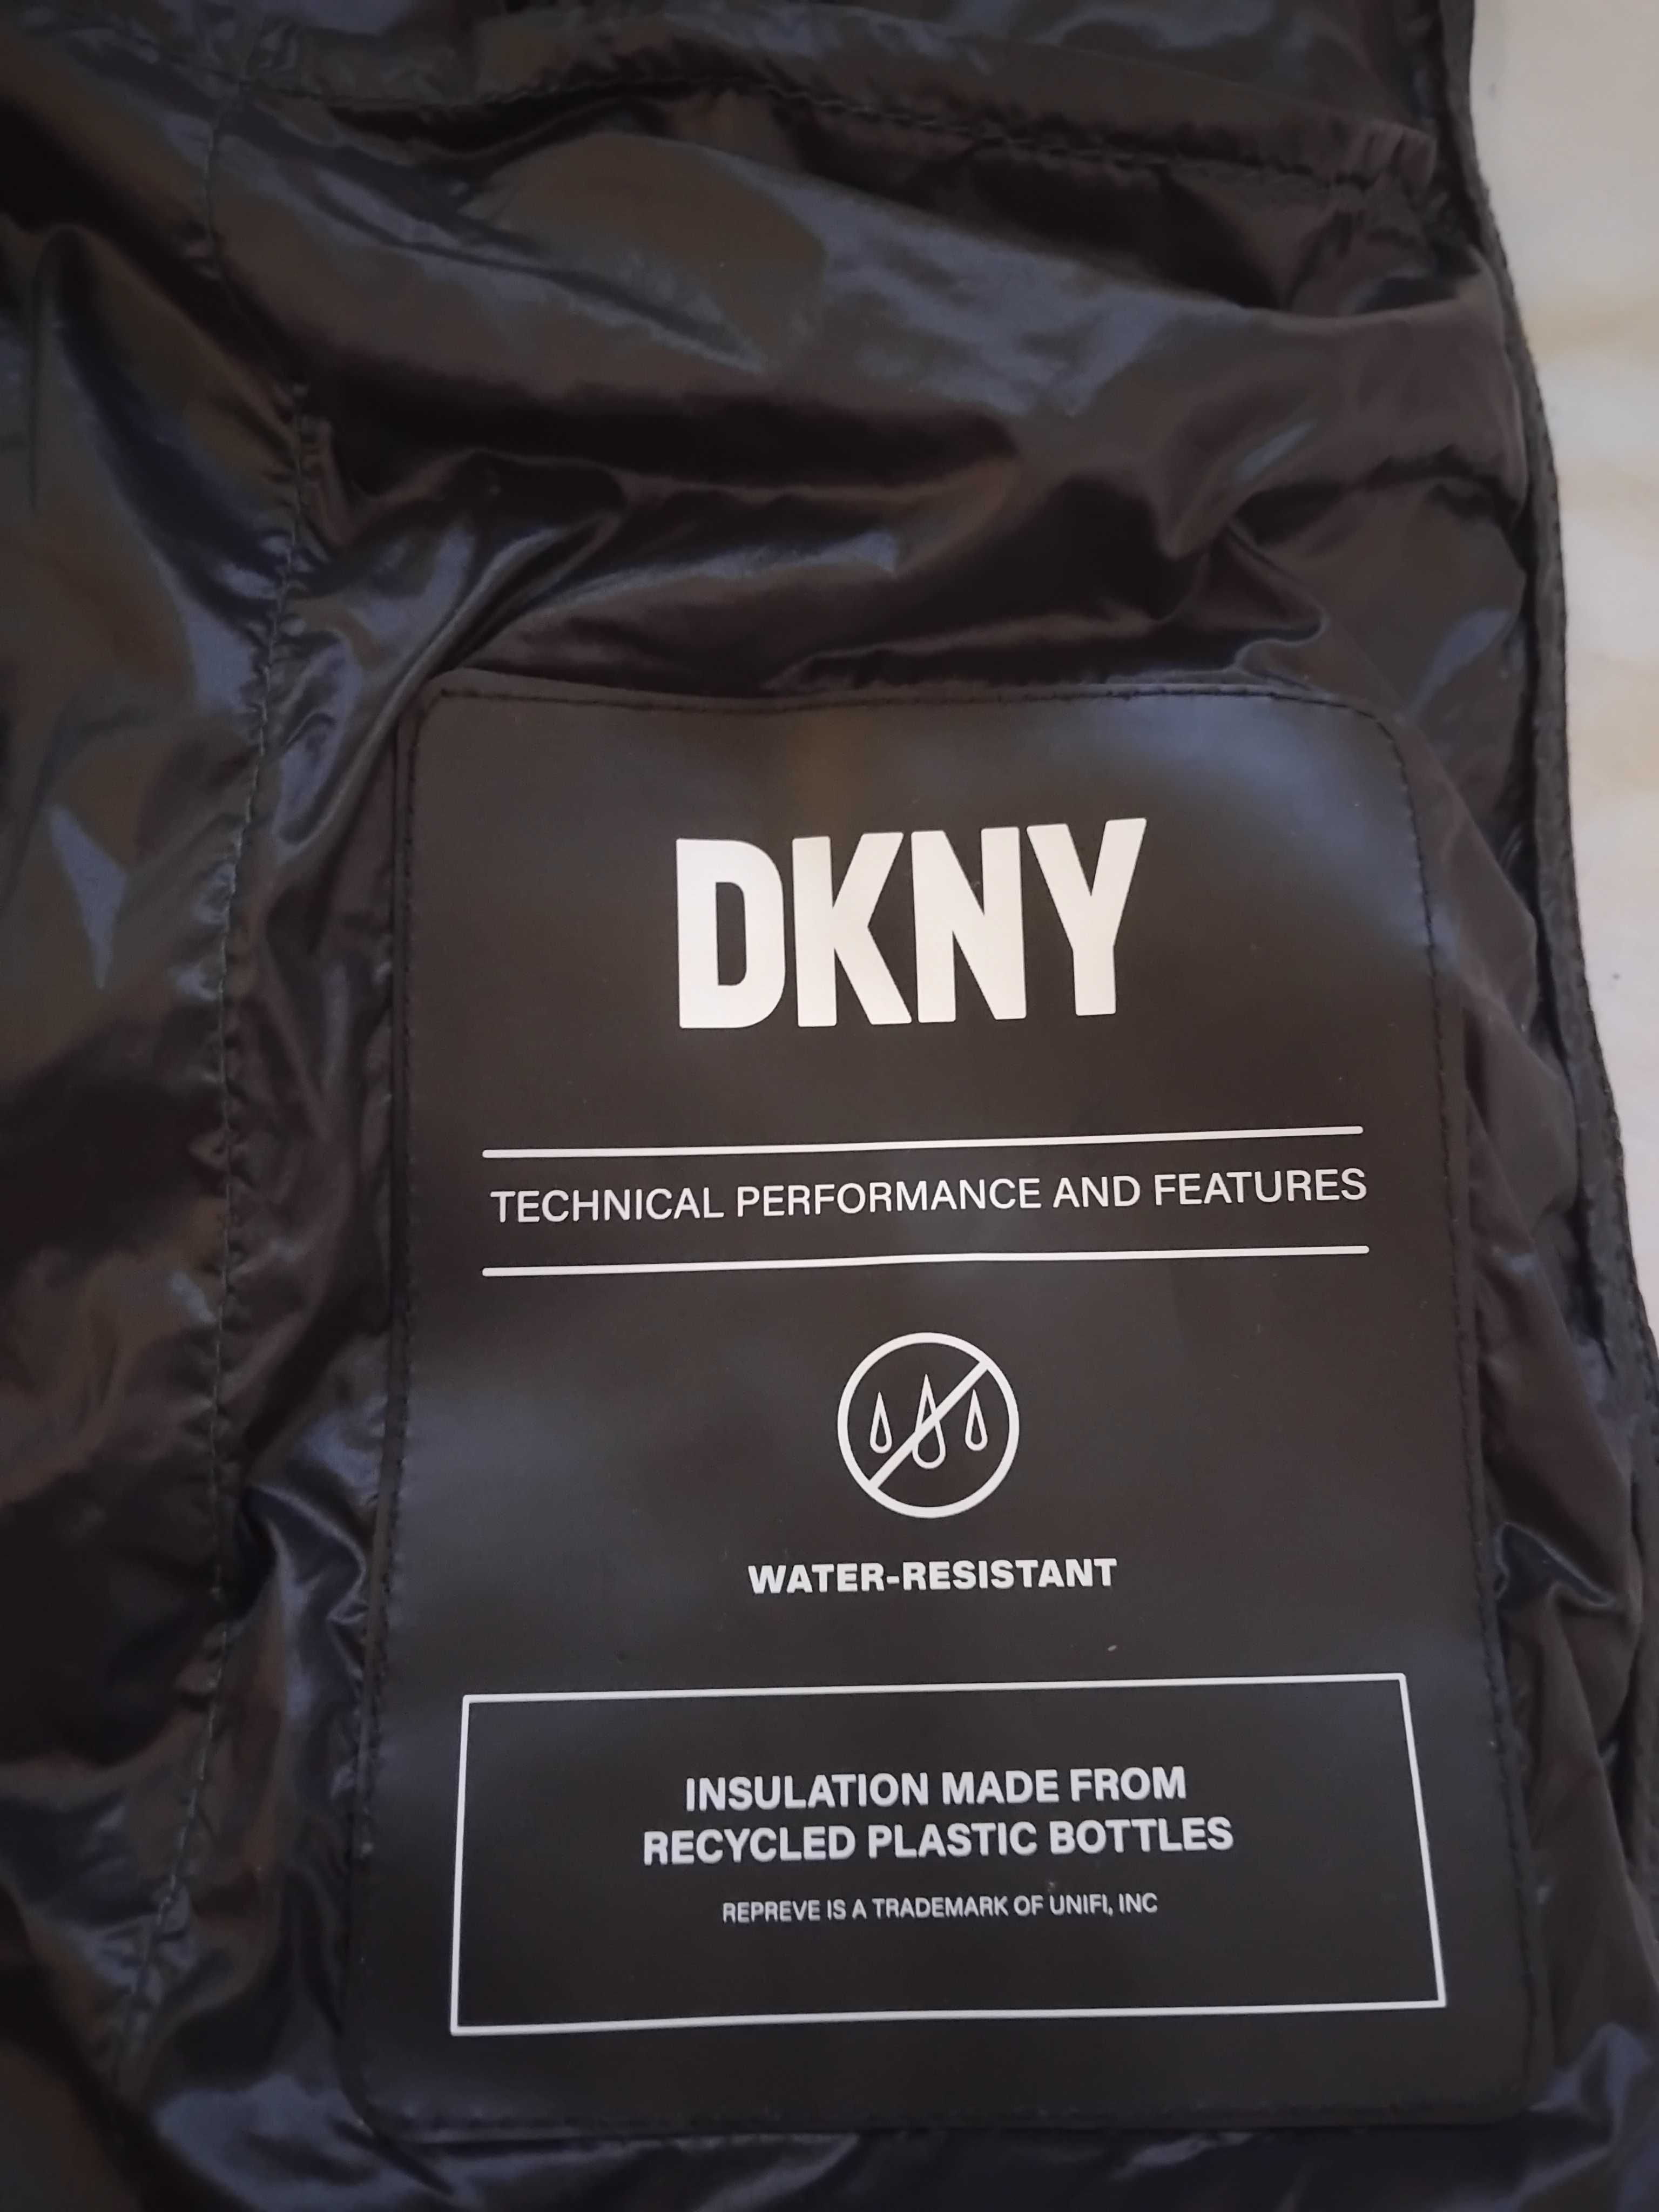 DKNY
TECHNICAL PERFORMANCE AND FEATURES
WATER-RESISTANT
INSULATION MADE FROM
RECYCLED PLASTIC BOTTLES
REPREVE IS A TRADEMARK OF UNIFI, INC